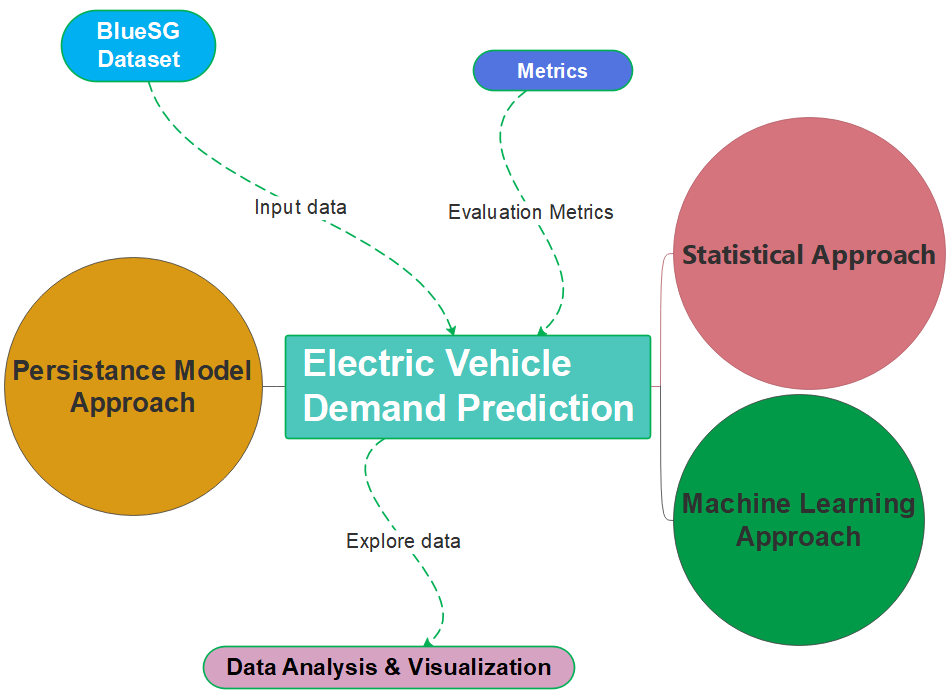 BlueSG
Dataset
Metrics
Input data
Evaluation Metrics
Statistical Approach
Persistance Model
Approach
Electric Vehicle
Demand Prediction
Machine Learning
Approach
Explore data
Data Analysis & Visualization